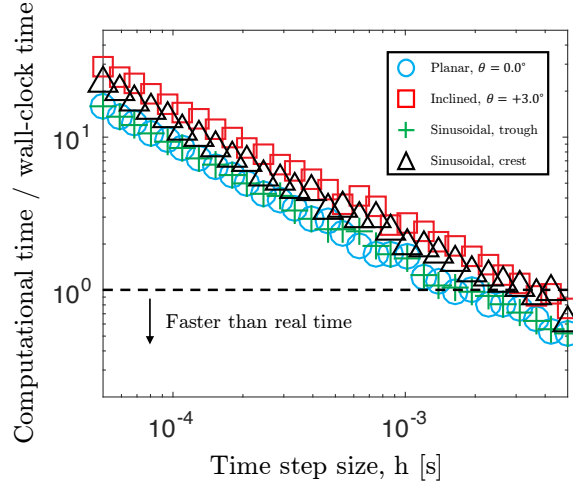 Computational time / wall-clock time
10^1
10^0
Planar, θ = 0.0°
Inclined, θ = +3.0°
Sinusoidal, trough
Sinusoidal, crest
Faster than real time
10^-4
10^-3
Time step size, h [s]